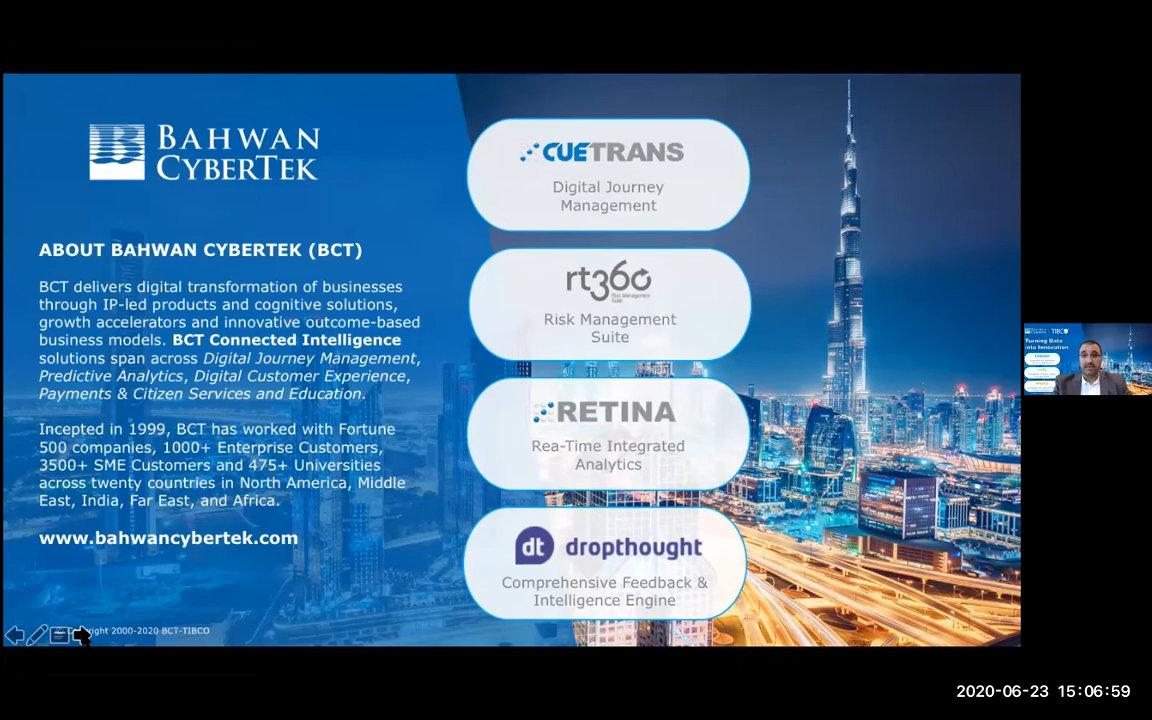 BAHWAN
CYBERTEK
ABOUT BAHWAN CYBERTEK (BCT)
BCT delivers digital transformation of businesses
through IP-led products and cognitive solutions,
growth accelerators and innovative outcome-based
business models. BCT Connected Intelligence
solutions span across Digital Journey Management,
Predictive Analytics, Digital Customer Experience,
Payments & Citizen Services and Education.
Incepted in 1999, BCT has worked with Fortune
500 companies, 1000+ Enterprise Customers,
3500+ SME Customers and 475+ Universities
across twenty countries in North America, Middle
East, India, Far East, and Africa.
www.bahwancybertek.com
2000-2020 BCT-TIBCO
CUETRANS
Digital Journey
Management
rt360
Risk Management
Suite
RETINA
Rea-Time Integrated
Analytics
dt dropthought
Comprehensive Feedback &
Intelligence Engine
TIBCO
Turning Data
into Innovation
2020-06-23 15:06:59